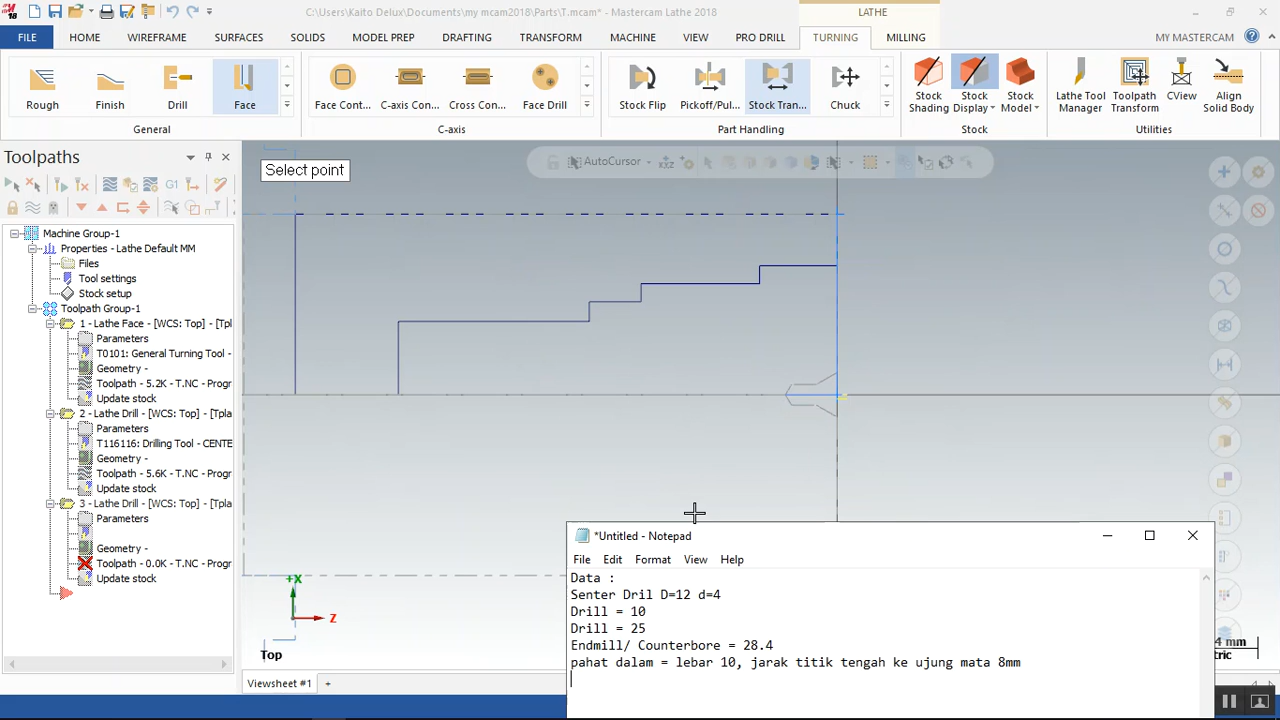 C:\Users\Kaito Delux\Documents\my mcam2018\Parts\T.mcam* - Mastercam Lathe 2018
LATHE
FILE HOME WIREFRAME SURFACES SOLIDS MODEL PREP DRAFTING TRANSFORM MACHINE VIEW PRO DRILL TURNING MILLING MY MASTERCAM
Rough Finish Drill Face
General
Face Cont... C-axis Con... Cross Con... Face Drill
C-axis
Stock Flip Pickoff/Pul... Stock Tran... Chuck
Part Handling
Stock Shading Stock Display Stock Model
Stock
Lathe Tool Manager Toolpath Transform CView Align Solid Body
Utilities
Toolpaths
G1
Select point
AutoCursor
XYZ
Machine Group-1
Properties - Lathe Default MM
Files
Tool settings
Stock setup
Toolpath Group-1
1 - Lathe Face - [WCS: Top] - [Tpl
Parameters
T0101: General Turning Tool -
Geometry -
Toolpath - 5.2K - T.NC - Progr
Update stock
2 - Lathe Drill - [WCS: Top] - [Tpla
Parameters
T116116: Drilling Tool - CENTE
Geometry -
Toolpath - 5.6K - T.NC - Progr
Update stock
3 - Lathe Drill - [WCS: Top] - [Tpla
Parameters
Geometry -
Toolpath - 0.0K - T.NC - Progr
Update stock
+X
Z
Top
Viewsheet #1 +
*Untitled - Notepad
File Edit Format View Help
Data :
Senter Dril D=12 d=4
Drill = 10
Drill = 25
Endmill/ Counterbore = 28.4
pahat dalam = lebar 10, jarak titik tengah ke ujung mata 8mm
4 mm
tric